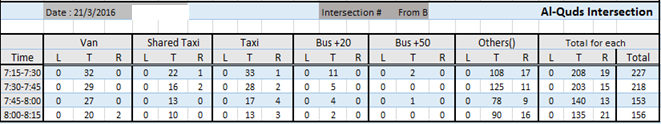 Date : 21/3/2016 Intersection # From B Al-Quds Intersection
Van Shared Taxi Taxi Bus +20 Bus +50 Others() Total for each
Time L T R L T R L T R L T R L T R L T R L T R Total
7:15-7:30 0 32 0 0 22 1 0 33 1 0 11 0 0 2 0 0 108 17 0 208 19 227
7:30-7:45 0 29 0 0 16 2 0 28 2 0 5 0 0 0 0 0 125 11 0 203 15 218
7:45-8:00 0 27 0 0 13 0 0 17 4 0 4 0 0 1 0 0 78 9 0 140 13 153
8:00-8:15 0 20 2 0 10 0 0 13 3 0 2 0 0 0 0 0 90 16 0 135 21 156